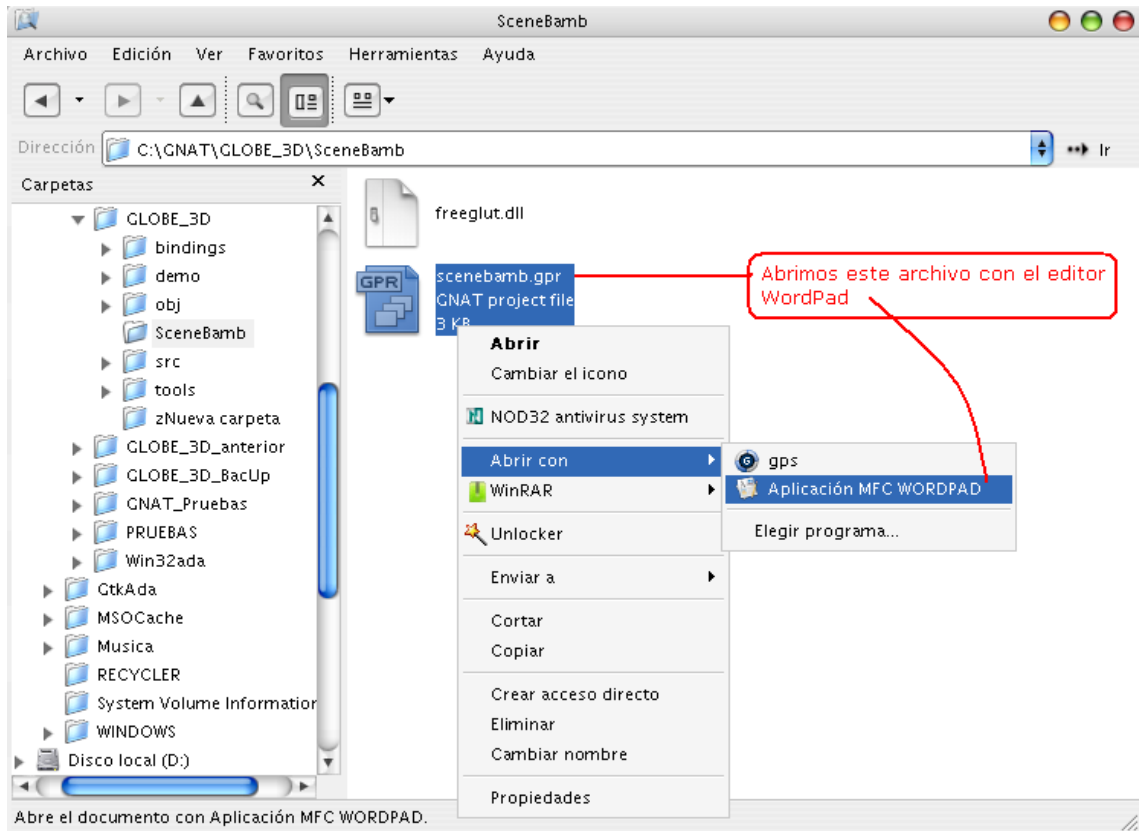 SceneBamb
Archivo Edición Ver Favoritos Herramientas Ayuda
Dirección C:\GNAT\GLOBE_3D\SceneBamb Ir
Carpetas
GLOBE_3D
bindings
demo
obj
SceneBamb
src
tools
zNueva carpeta
GLOBE_3D_anterior
GLOBE_3D_BacUp
GNAT_Pruebas
PRUEBAS
Win32ada
GtkAda
MSOCache
Musica
RECYCLER
System Volume Information
WINDOWS
Disco local (D:)
freeglut.dll
GPR
scenebamb.gpr
GNAT project file
3 KB
Abrimos este archivo con el editor
WordPad
Abrir
Cambiar el icono
NOD32 antivirus system
Abrir con
WinRAR
Unlocker
Enviar a
Cortar
Copiar
Crear acceso directo
Eliminar
Cambiar nombre
Propiedades
gps
Aplicación MFC WORDPAD
Elegir programa...
Abre el documento con Aplicación MFC WORDPAD.